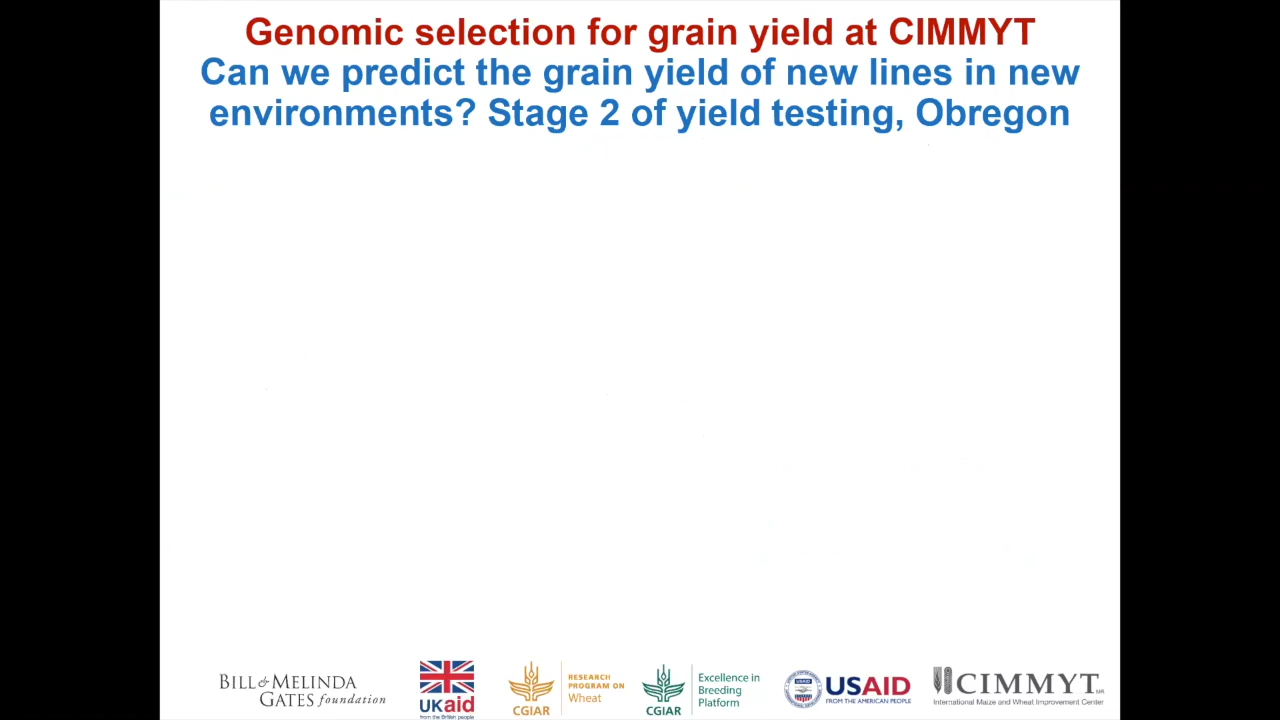 Genomic selection for grain yield at CIMMYT
Can we predict the grain yield of new lines in new
environments? Stage 2 of yield testing, Obregon
BILL & MELINDA
GATES foundation
UKaid
from the British people
CGIAR
RESEARCH
PROGRAM ON
Wheat
CGIAR
Excellence in
Breeding
Platform
USAID
USAID
FROM THE AMERICAN PEOPLE
CIMMYT
International Maize and Wheat Improvement Center